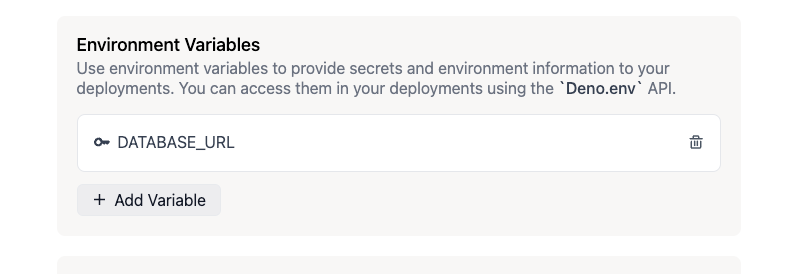 Environment Variables
Use environment variables to provide secrets and environment information to your
deployments. You can access them in your deployments using the `Deno.env` API.
DATABASE_URL
+ Add Variable